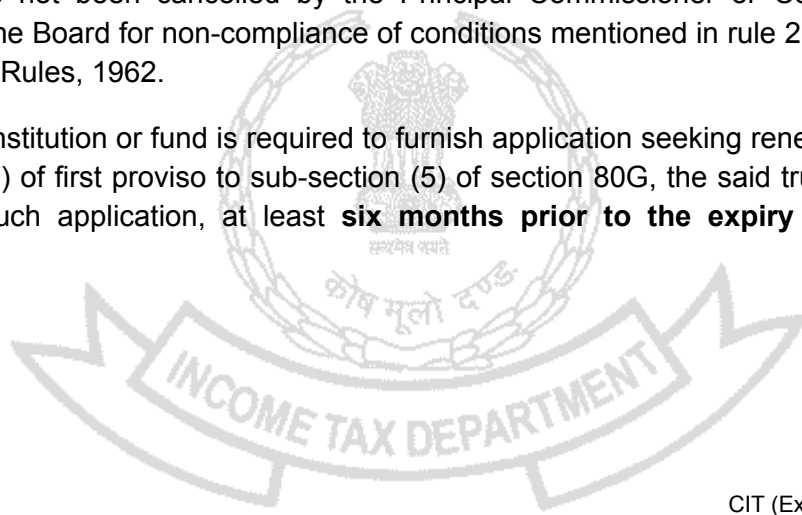 not been cancelled by the Principal Commissioner or
he Board for non-compliance of conditions mentioned in rule 2
Rules, 1962.
nstitution or fund is required to furnish application seeking rene
) of first proviso to sub-section (5) of section 80G, the said tru
uch application, at least six months prior to the expiry
सत्यमेव जयते
कोष मूलो दण्डः
INCOME TAX DEPARTMENT
CIT (Ex